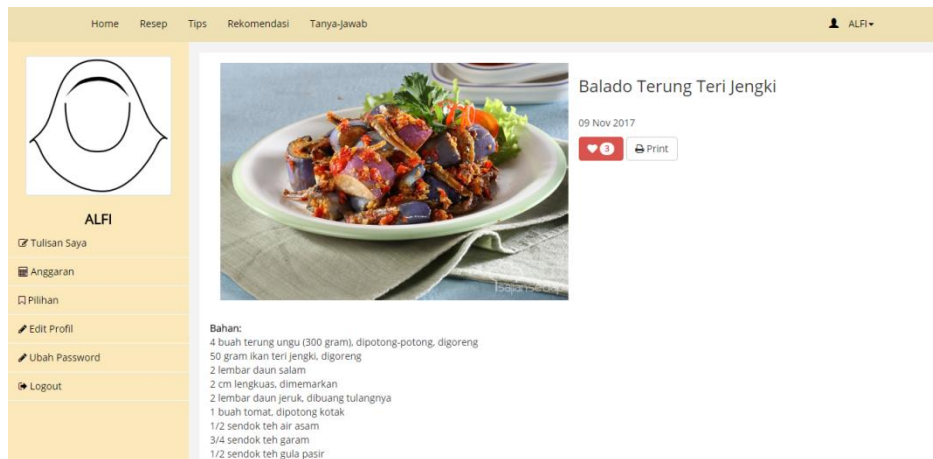 Home Resep Tips Rekomendasi Tanya-Jawab ALFI
ALFI
Tulisan Saya
Anggaran
Pilihan
Edit Profil
Ubah Password
Logout
Balado Terung Teri Jengki
09 Nov 2017
3 Print
Bahan:
4 buah terung ungu (300 gram), dipotong-potong, digoreng
50 gram ikan teri jengki, digoreng
2 lembar daun salam
2 cm lengkuas, dimemarkan
2 lembar daun jeruk, dibuang tulangnya
1 buah tomat, dipotong kotak
1/2 sendok teh air asam
3/4 sendok teh garam
1/2 sendok teh gula pasir